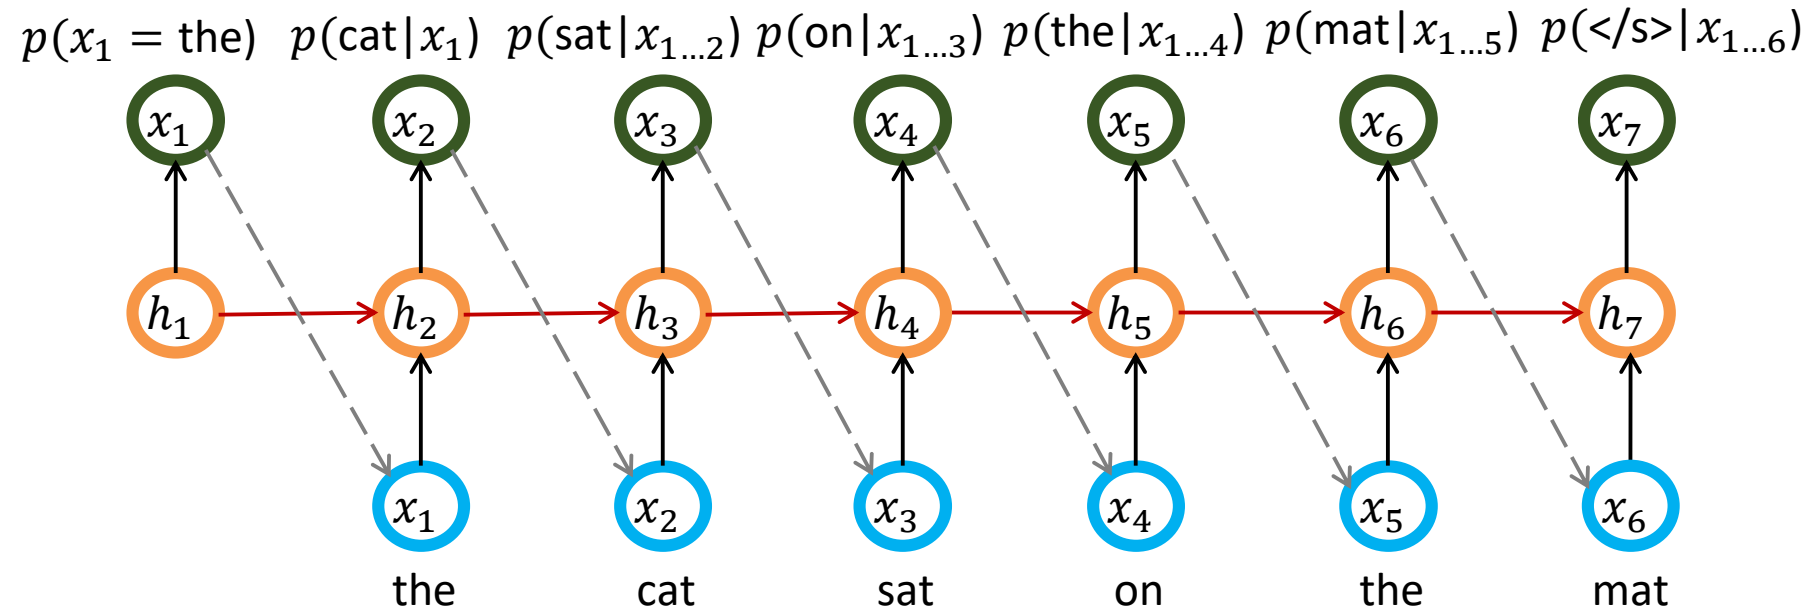 p(x₁ = the) p(cat|x₁) p(sat|x₁…₂) p(on|x₁…₃) p(the|x₁…₄) p(mat|x₁…₅) p(</s>|x₁…₆)
x₁ x₂ x₃ x₄ x₅ x₆ x₇
h₁ h₂ h₃ h₄ h₅ h₆ h₇
x₁ x₂ x₃ x₄ x₅ x₆
the cat sat on the mat